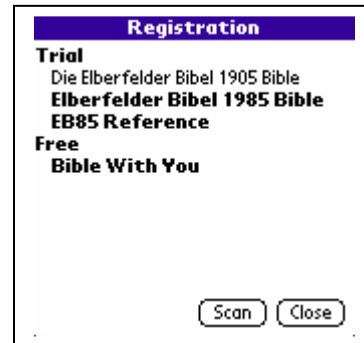 Registration
Trial
Die Elberfelder Bibel 1905 Bible
Elberfelder Bibel 1985 Bible
EB85 Reference
Free
Bible With You
Scan Close